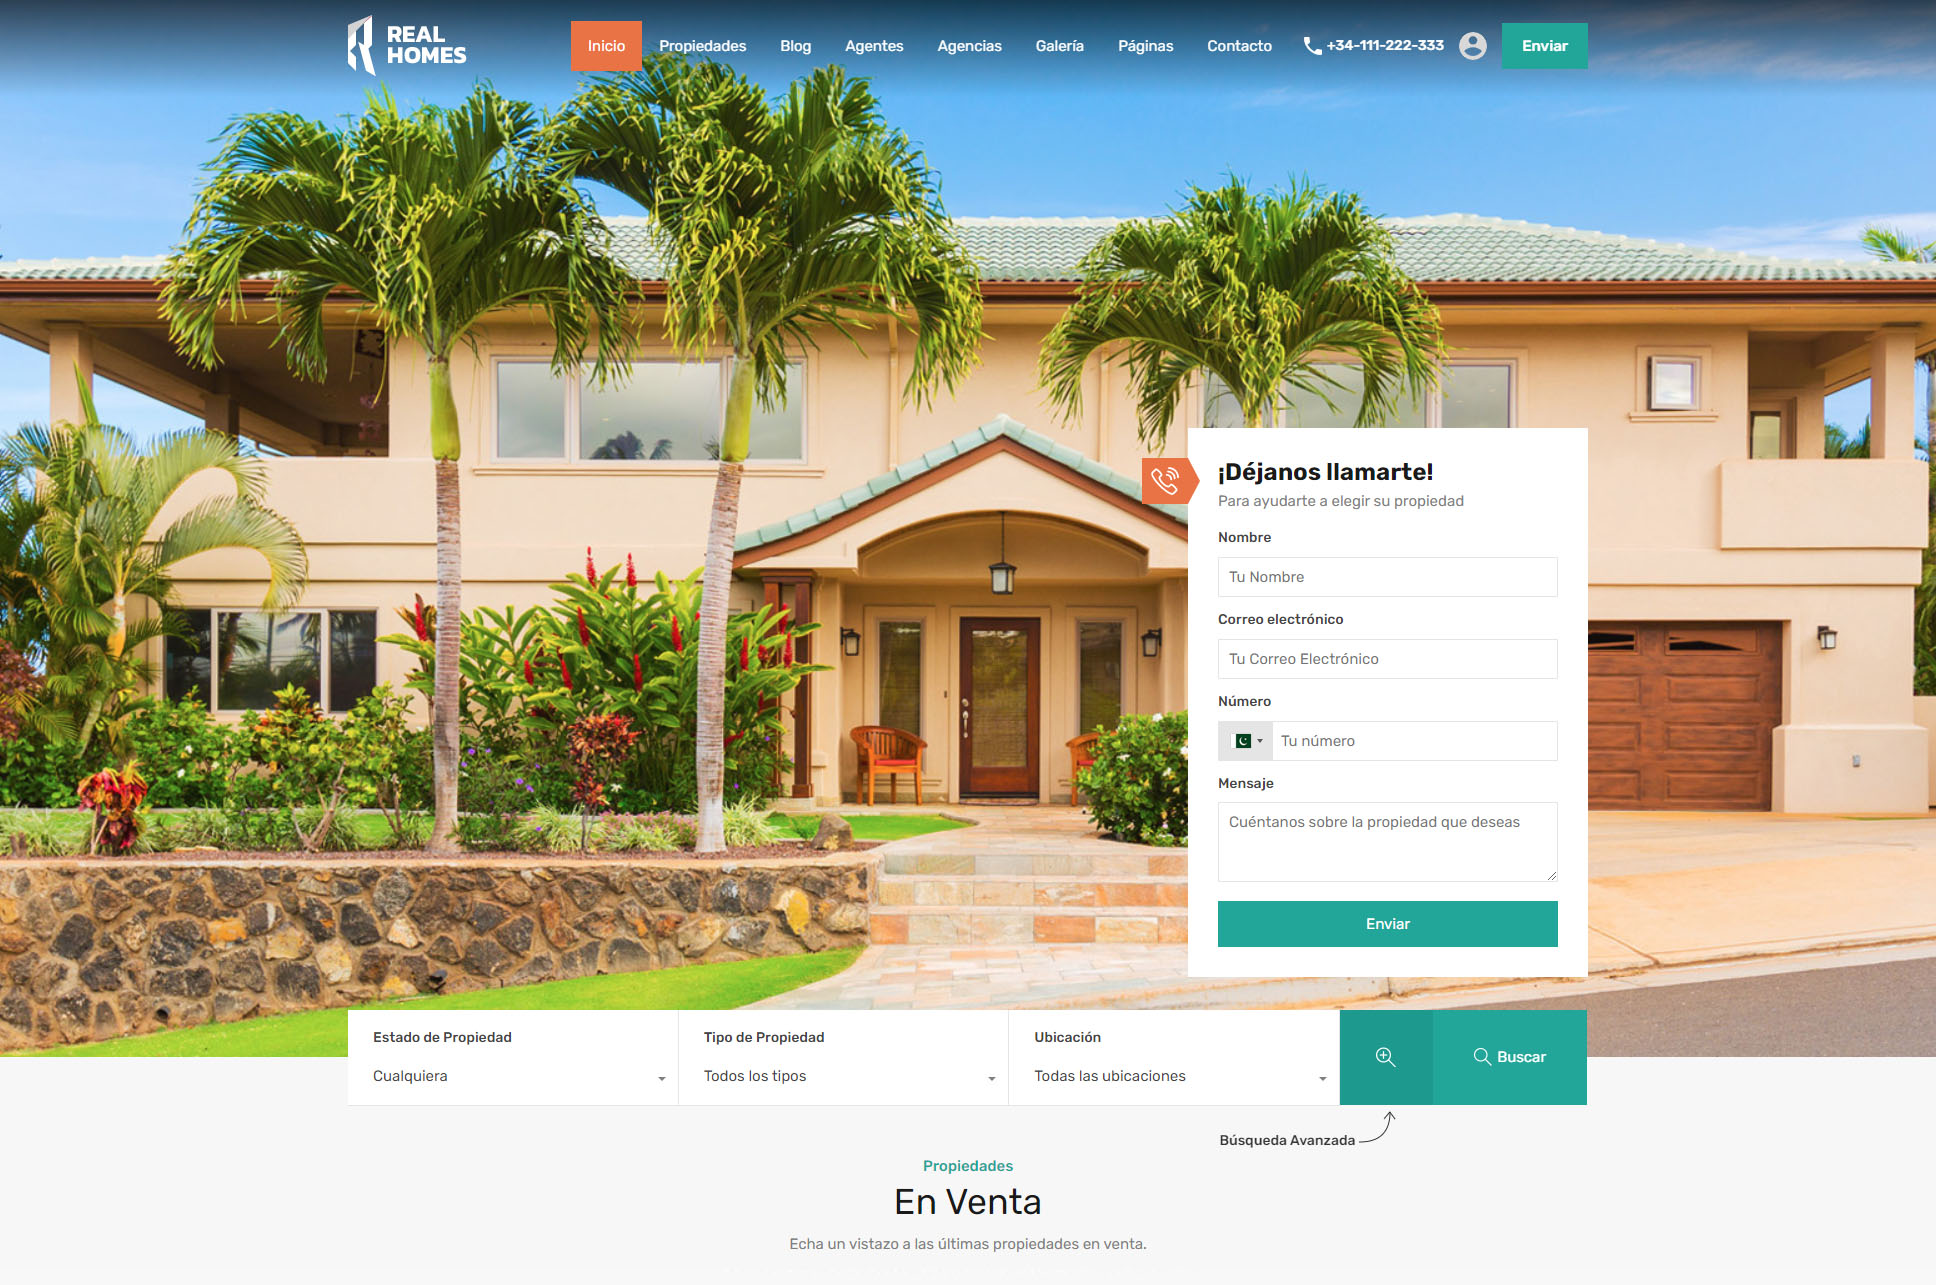 REAL
HOMES
Inicio
Propiedades
Blog
Agentes
Agencias
Galería
Páginas
Contacto
+34-111-222-333
Enviar
¡Déjanos llamarte!
Para ayudarte a elegir su propiedad
Nombre
Tu Nombre
Correo electrónico
Tu Correo Electrónico
Número
Tu número
Mensaje
Cuéntanos sobre la propiedad que deseas
Enviar
Estado de Propiedad
Cualquiera
Tipo de Propiedad
Todos los tipos
Ubicación
Todas las ubicaciones
Buscar
Búsqueda Avanzada
Propiedades
En Venta
Echa un vistazo a las últimas propiedades en venta.